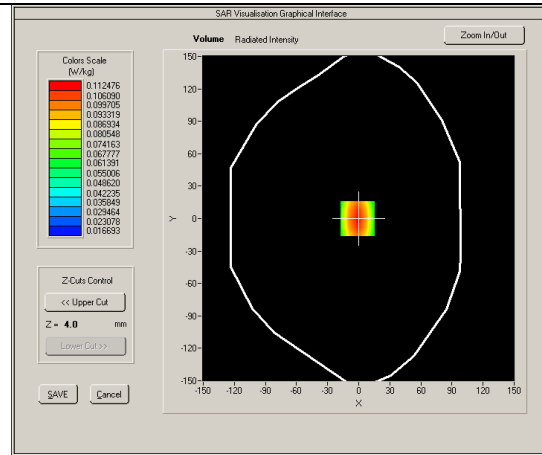 SAR Visualisation Graphical Interface
Volume Radiated Intensity
Zoom In/Out
Colors Scale
(W/kg)
0.112476
0.106090
0.099705
0.093319
0.086934
0.080548
0.074163
0.067777
0.061391
0.055006
0.048620
0.042235
0.035849
0.029464
0.023078
0.016693
Z-Cuts Control
<< Upper Cut
Z = 4.0 mm
Lower Cut >>
SAVE Cancel
150-
120-
90-
60-
30-
0-
-30-
-60-
-90-
-120-
-150-
Y
-150 -120 -90 -60 -30 0 30 60 90 120 150
X